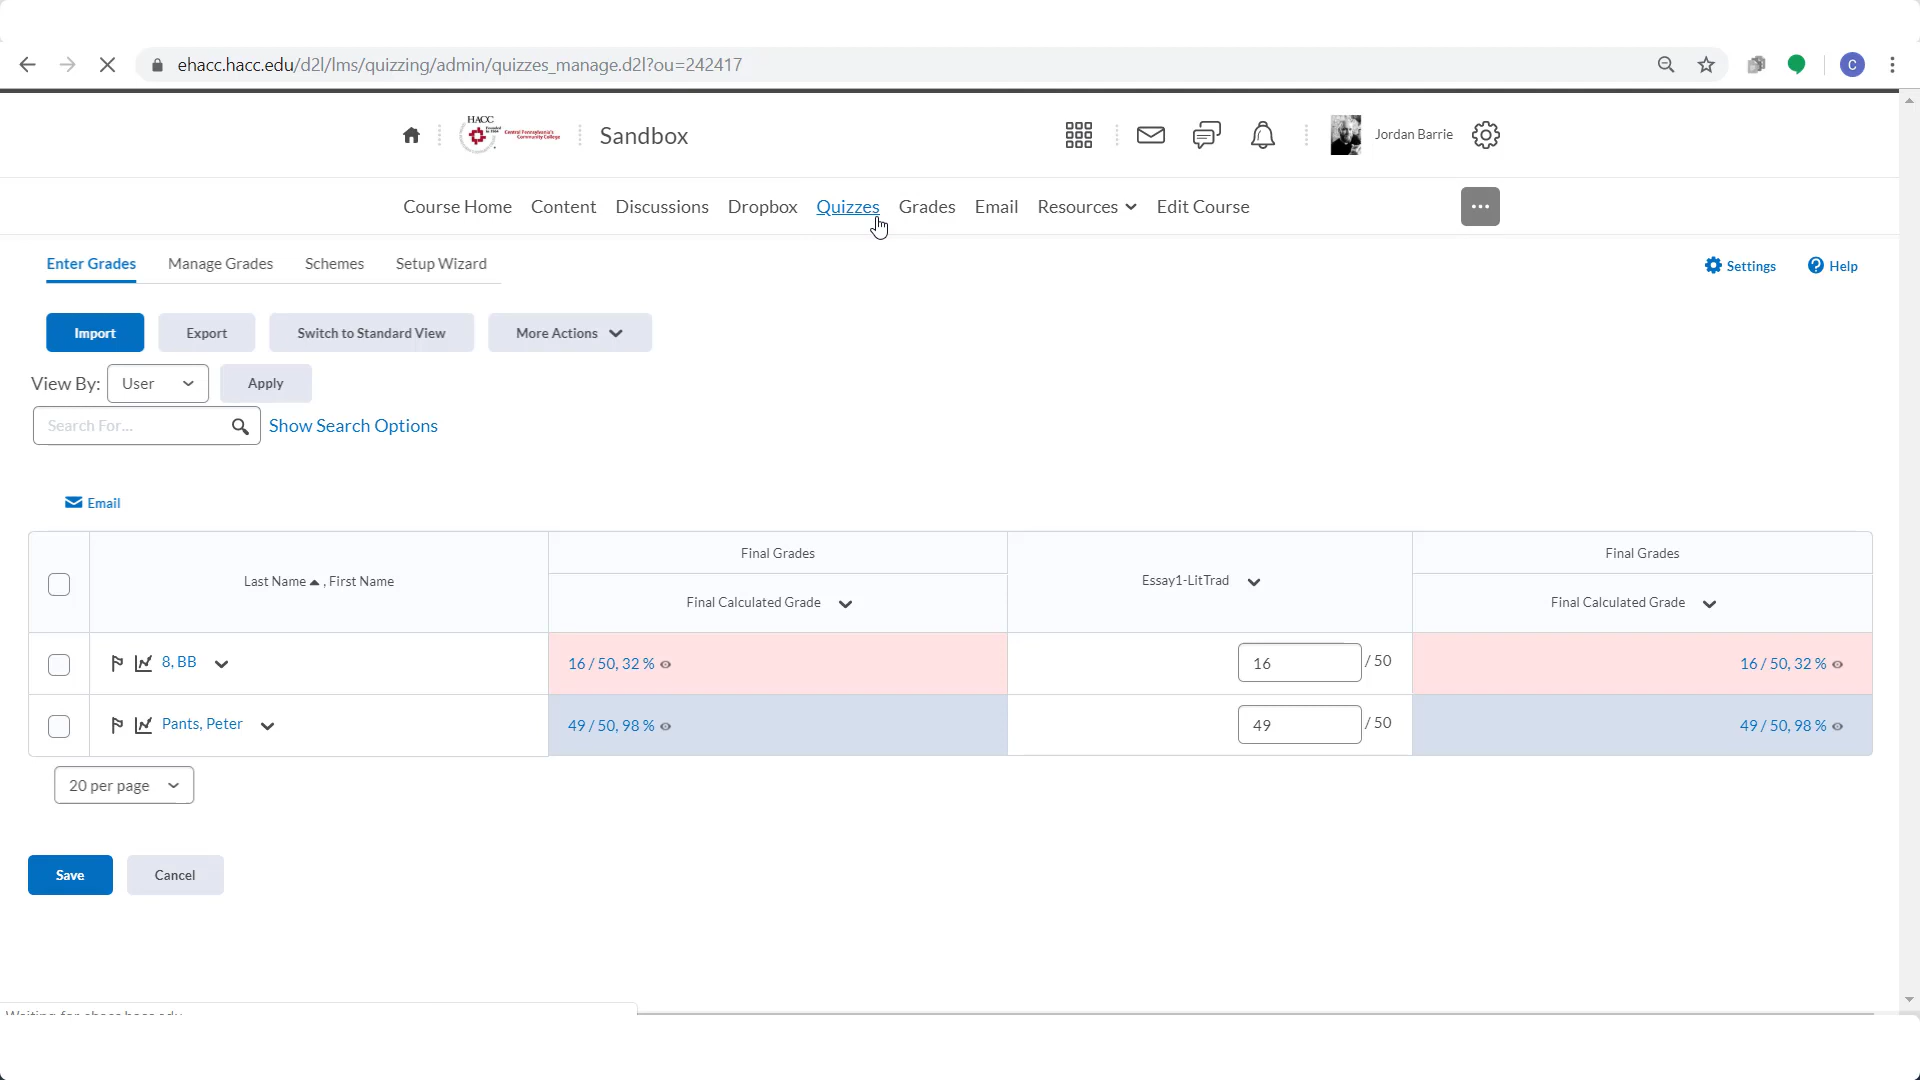 ehacc.hacc.edu/d2l/lms/quizzing/admin/quizzes_manage.d2l?ou=242417
C
HACC
Central Pennsylvania's
Community College
Sandbox
Jordan Barrie
Course Home Content Discussions Dropbox Quizzes Grades Email Resources Edit Course
Enter Grades Manage Grades Schemes Setup Wizard
Settings Help
Import Export Switch to Standard View More Actions
View By: User Apply
Search For... Show Search Options
Email
Final Grades Final Grades
Last Name , First Name Essay1-LitTrad
Final Calculated Grade Final Calculated Grade
8, BB 16 / 50, 32 % 16 / 50 16 / 50, 32 %
Pants, Peter 49 / 50, 98 % 49 / 50 49 / 50, 98 %
20 per page
Save Cancel